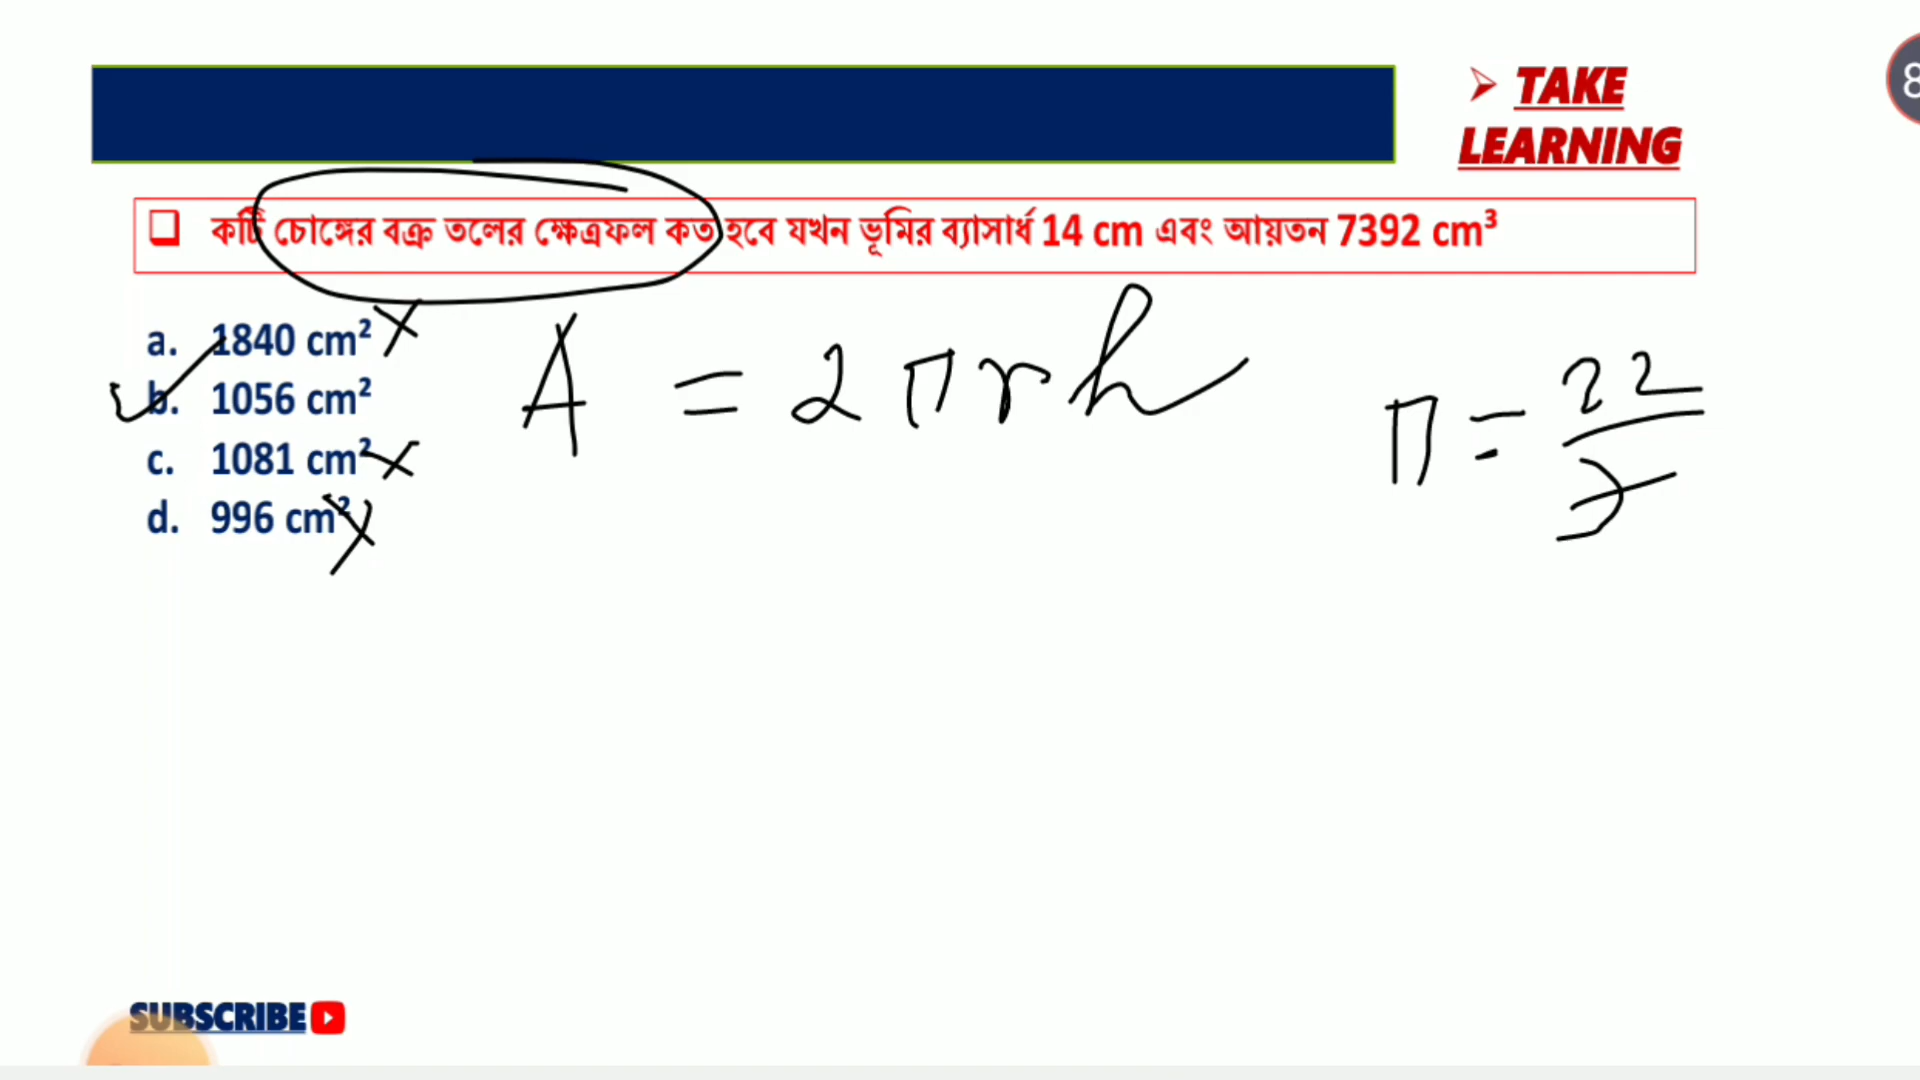 TAKE
LEARNING
8
কটি চোঙ্গের বক্র তলের ক্ষেত্রফল কত হবে যখন ভূমির ব্যাসার্ধ 14 cm এবং আয়তন 7392 cm³
a. 1840 cm²
b. 1056 cm²
c. 1081 cm²
d. 996 cm²
A = 2πrh
π = 22/7
SUBSCRIBE